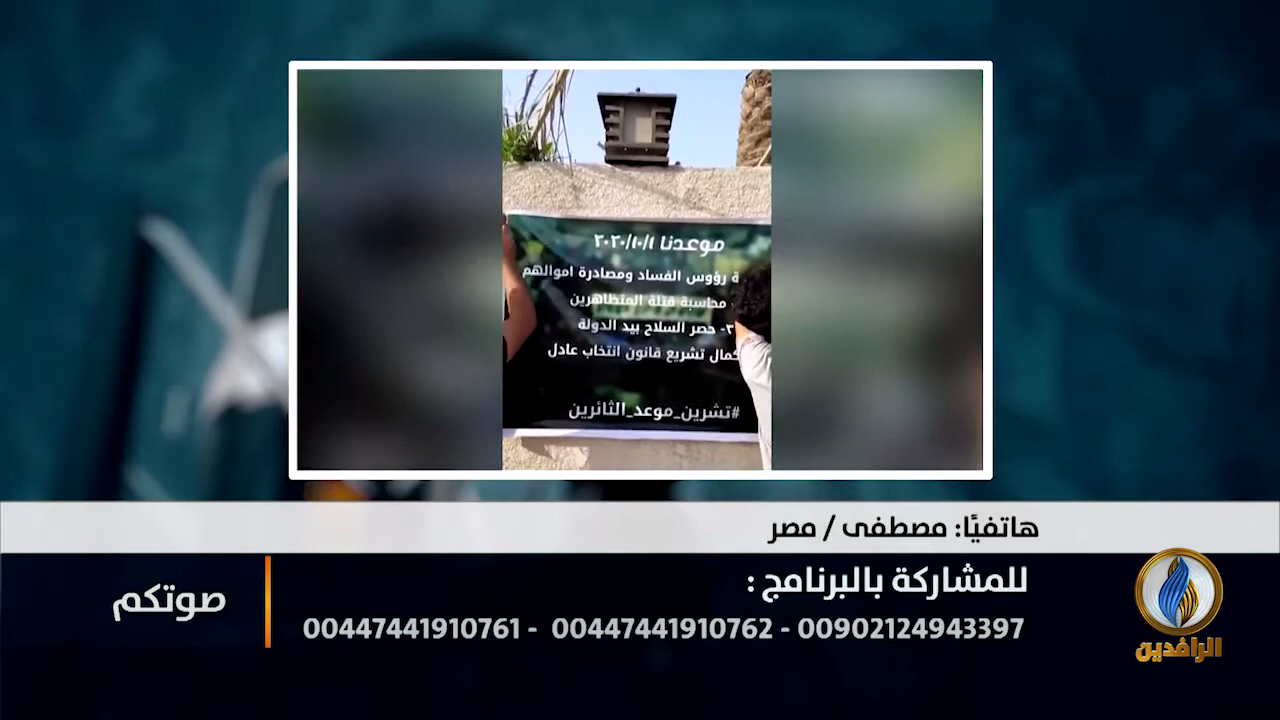 موعدنا ٢٠٢٠/١٠/١
ة رؤوس الفساد ومصادرة اموالهم
محاسبة قتلة المتظاهرين
٣- حصر السلاح بيد الدولة
كمال تشريع قانون انتخاب عادل
#تشرين_موعد_الثائرين
هاتفيًا: مصطفى / مصر
للمشاركة بالبرنامج :
00447441910761 - 00447441910762 - 00902124943397
صوتكم
الرافدين